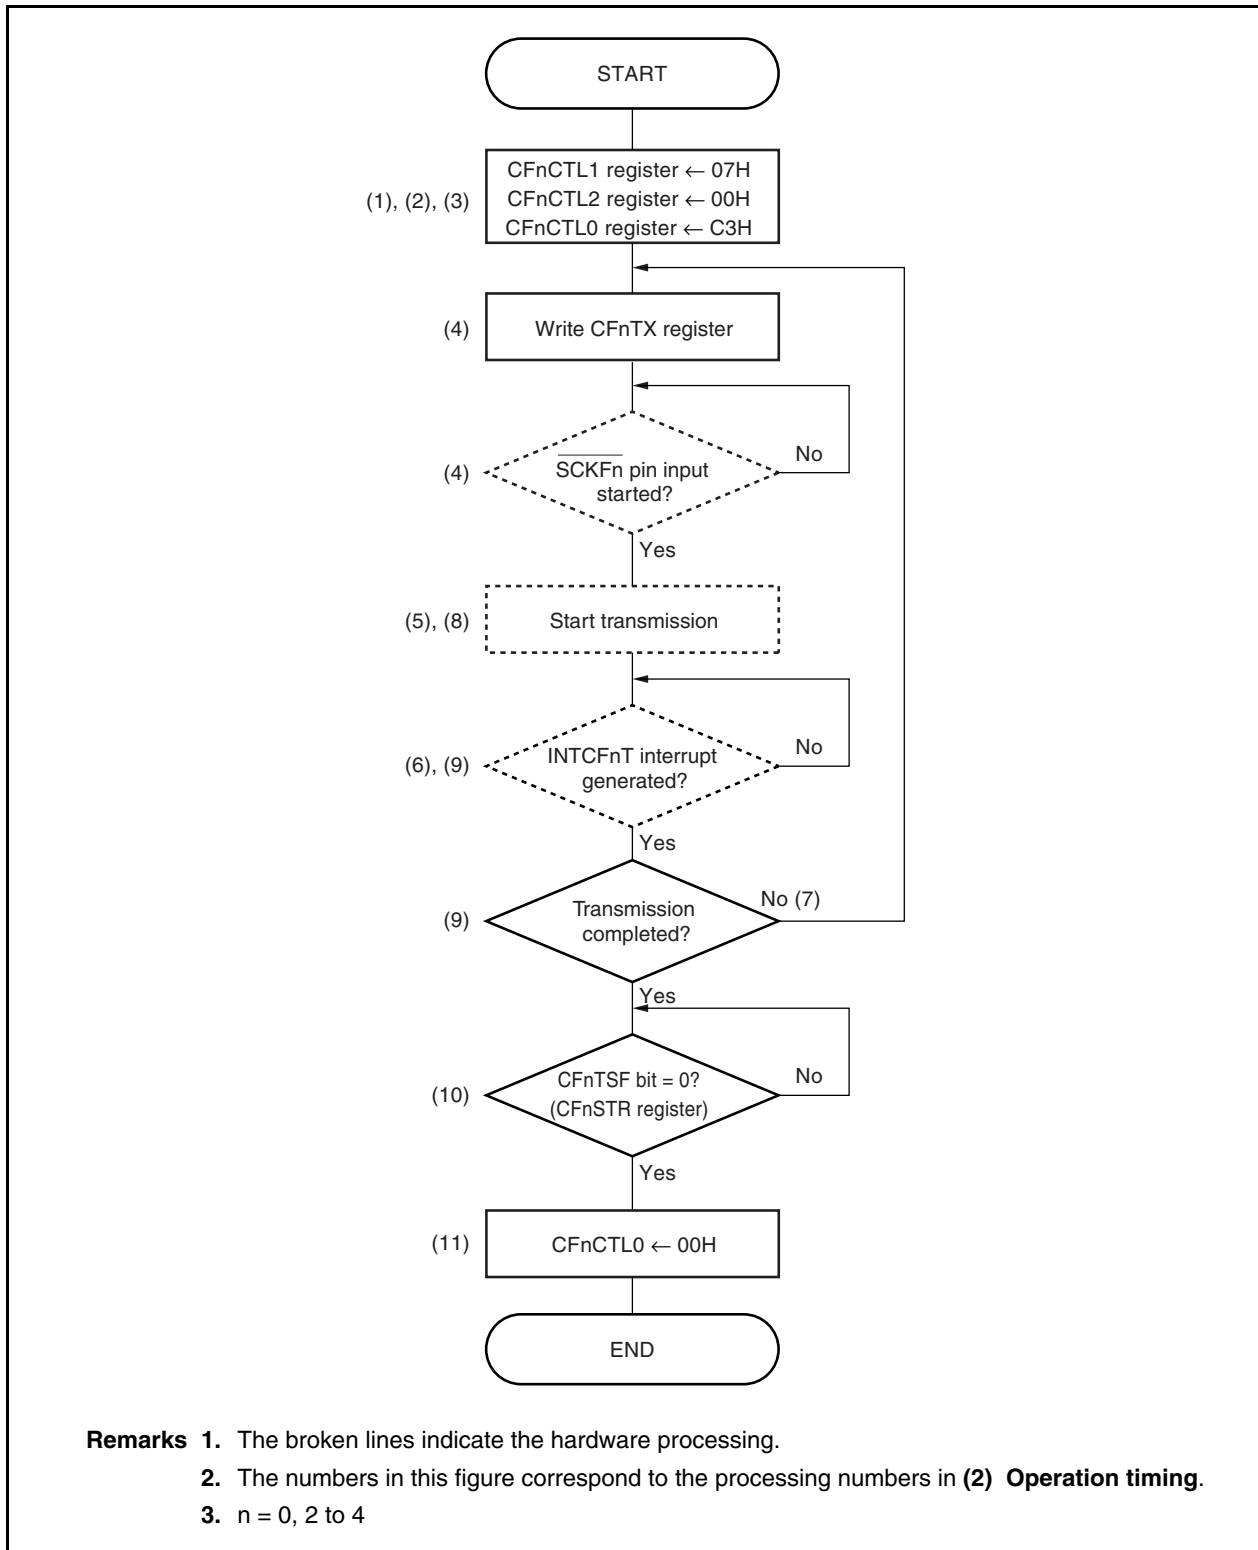 START
CFnCTL1 register ← 07H
CFnCTL2 register ← 00H
CFnCTL0 register ← C3H
(1), (2), (3)
(4)
Write CFnTX register
(4)
SCKFn pin input
started?
No
Yes
(5), (8)
Start transmission
(6), (9)
INTCFnT interrupt
generated?
No
Yes
(9)
Transmission
completed?
No (7)
Yes
(10)
CFnTSF bit = 0?
(CFnSTR register)
No
Yes
(11)
CFnCTL0 ← 00H
END
Remarks 1. The broken lines indicate the hardware processing.
2. The numbers in this figure correspond to the processing numbers in (2) Operation timing.
3. n = 0, 2 to 4